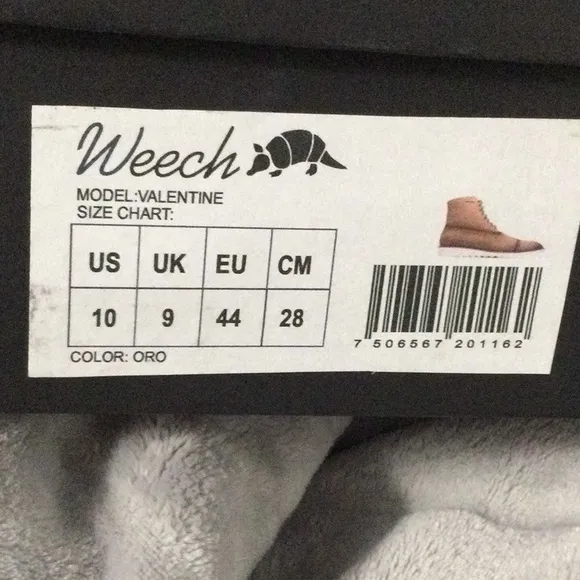 Weech
MODEL:VALENTINE
SIZE CHART:
US UK EU CM
10 9 44 28
COLOR: ORO
7 506567 201162